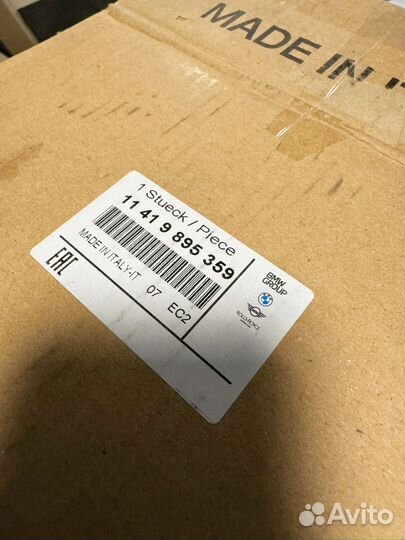 MADE IN IT
1 Stueck / Piece
11 41 9 895 359
MADE IN ITALY-IT 07 EC2
EAC
BMW
GROUP
ROLLS-ROYCE
Avito